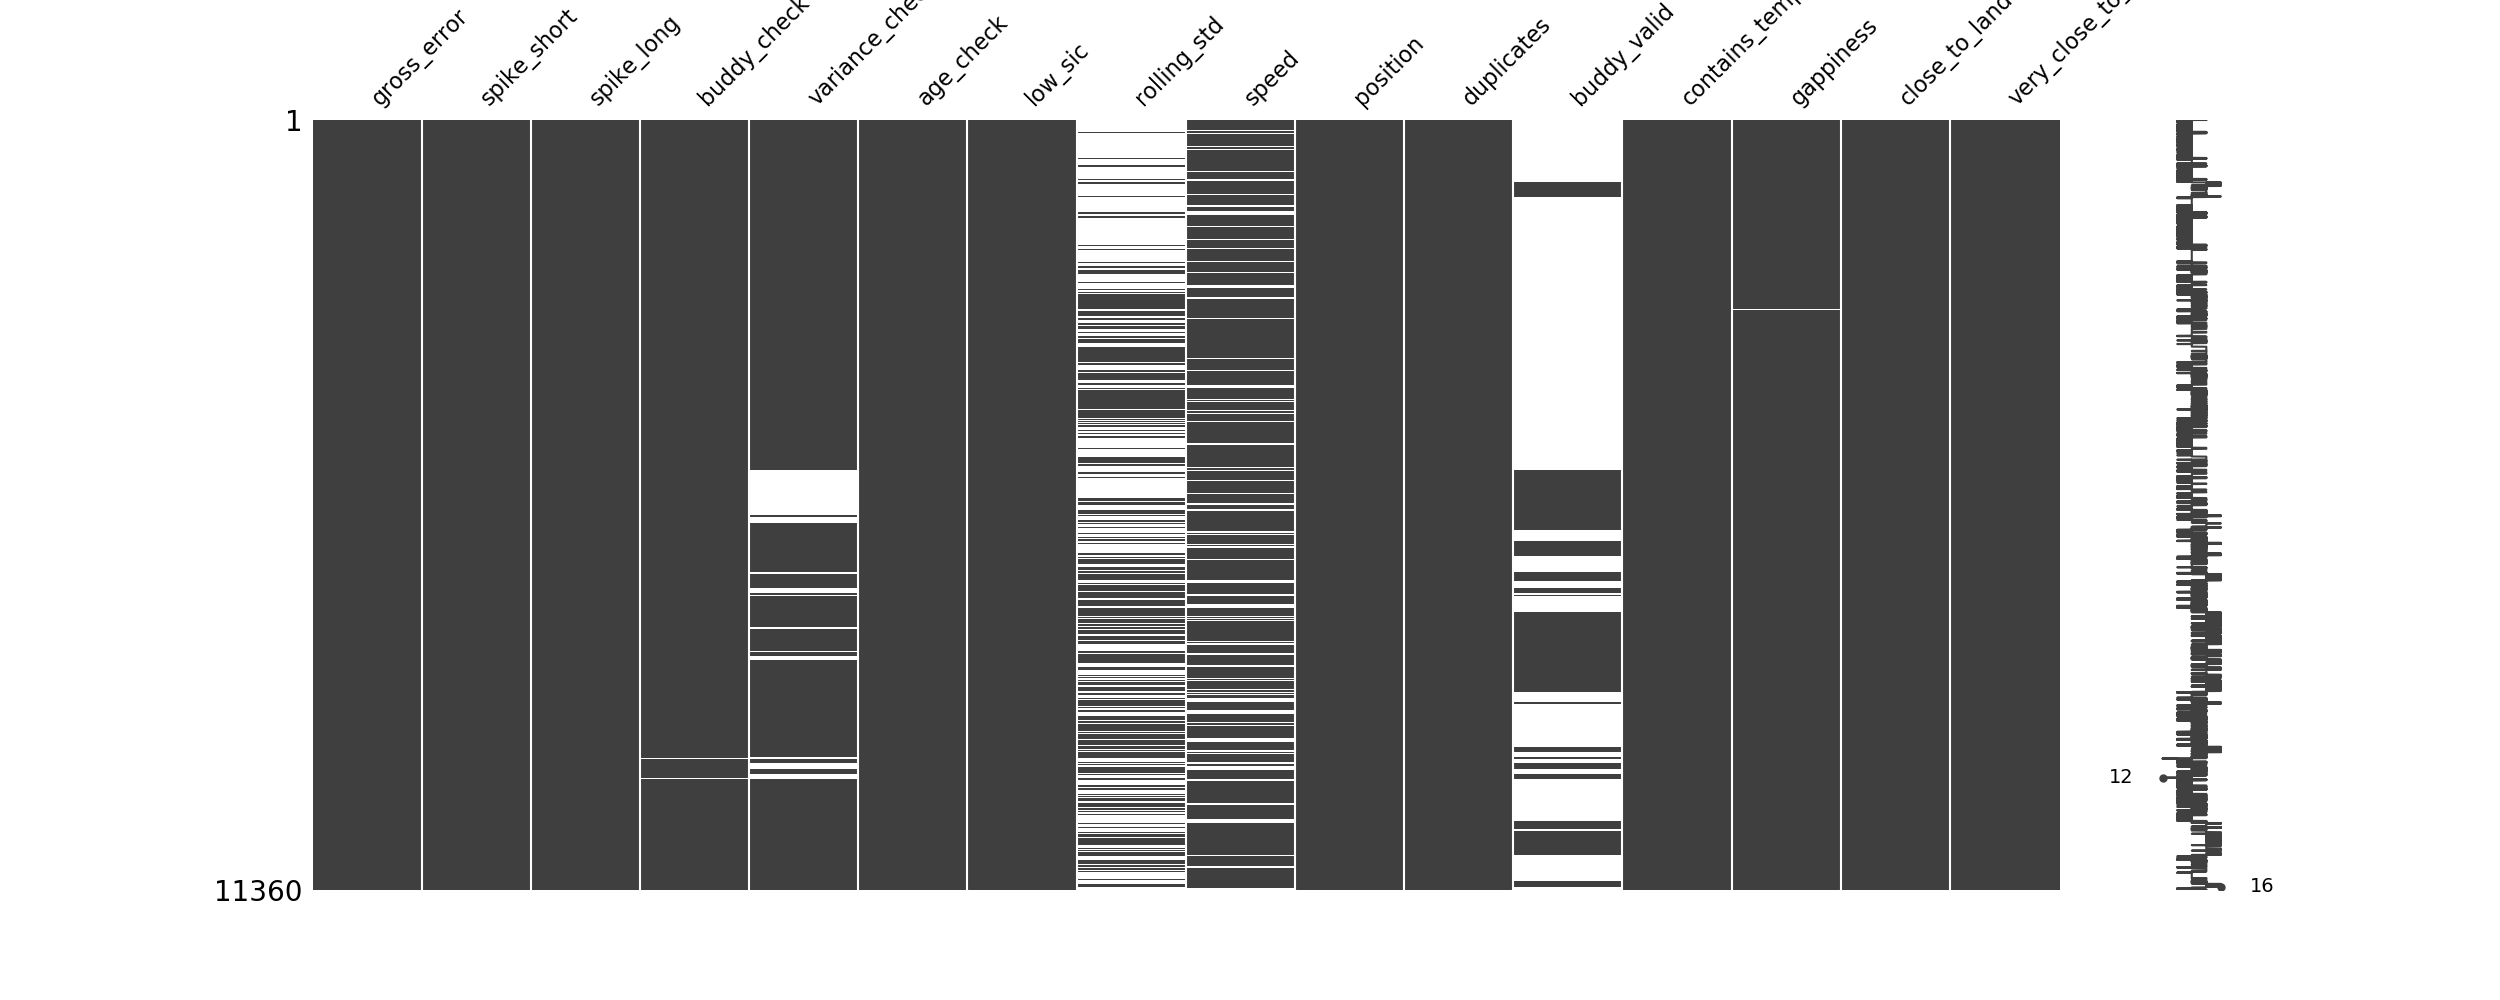 gross_error
spike_short
spike_long
buddy_check
age_check
low_sic
rolling_std
speed
position
duplicates
buddy_valid
gappiness
close_to_land
1
12
16
11360